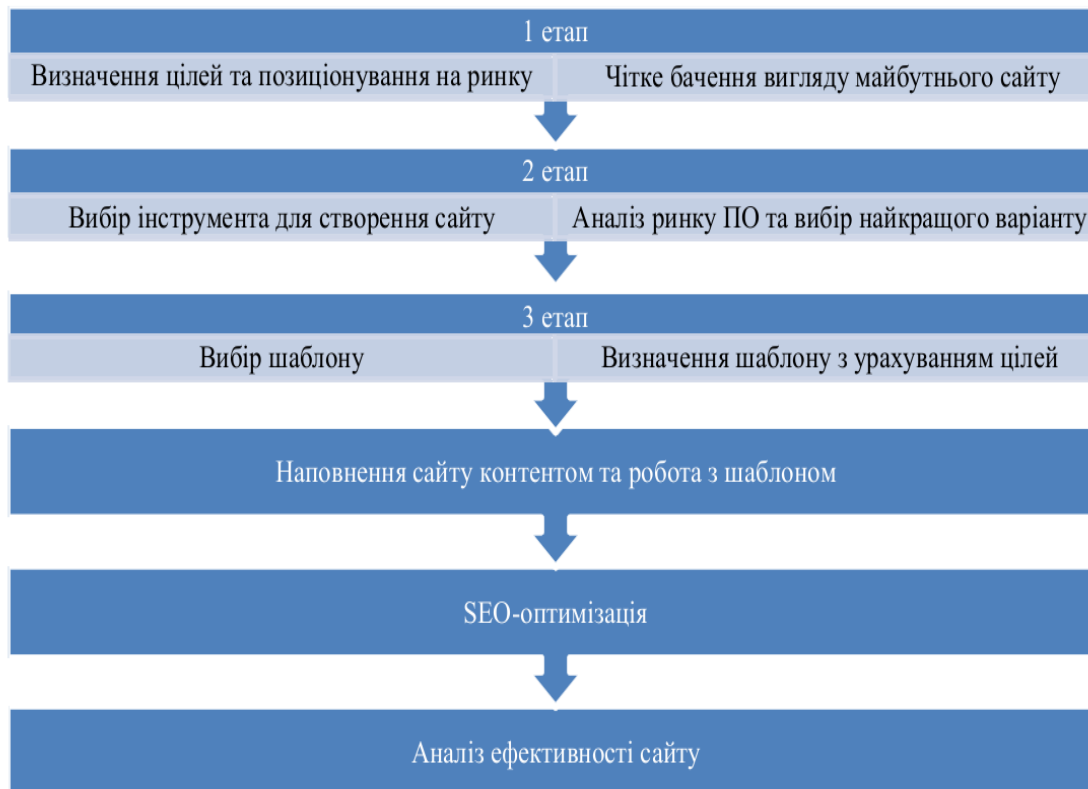 1 етап
Визначення цілей та позиціонування на ринку
Чітке бачення вигляду майбутнього сайту
2 етап
Вибір інструмента для створення сайту
Аналіз ринку ПО та вибір найкращого варіанту
3 етап
Вибір шаблону
Визначення шаблону з урахуванням цілей
Наповнення сайту контентом та робота з шаблоном
SEO-оптимізація
Аналіз ефективності сайту